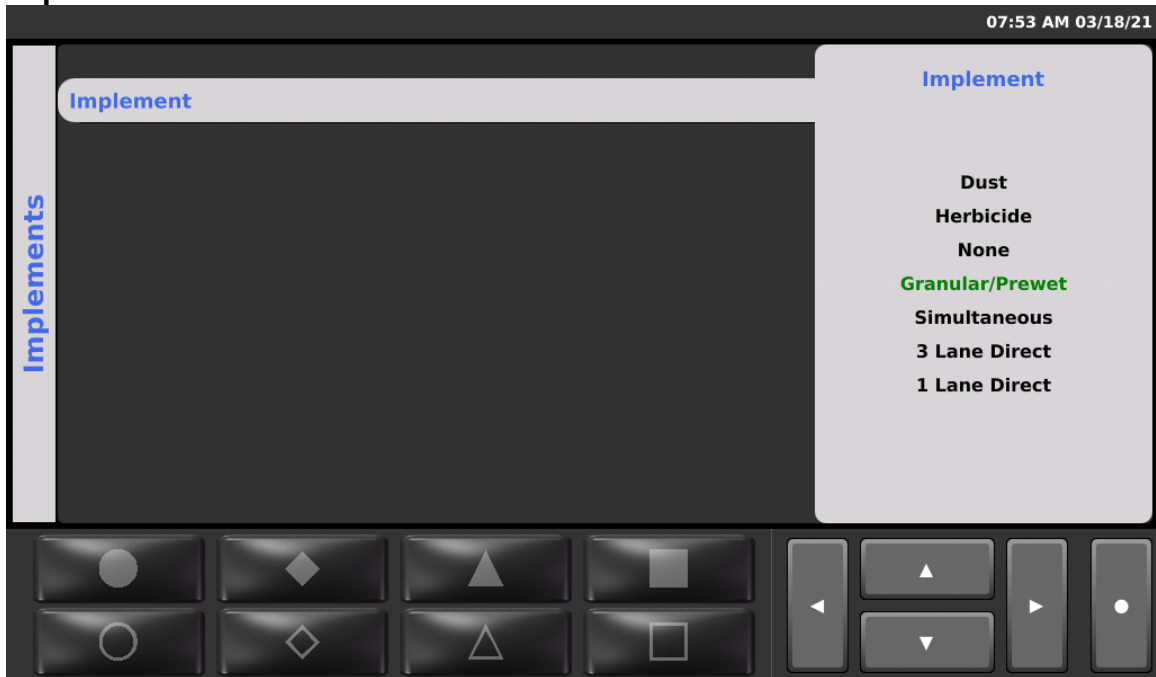 07:53 AM 03/18/21
Implements
Implement
Implement
Dust
Herbicide
None
Granular/Prewet
Simultaneous
3 Lane Direct
1 Lane Direct